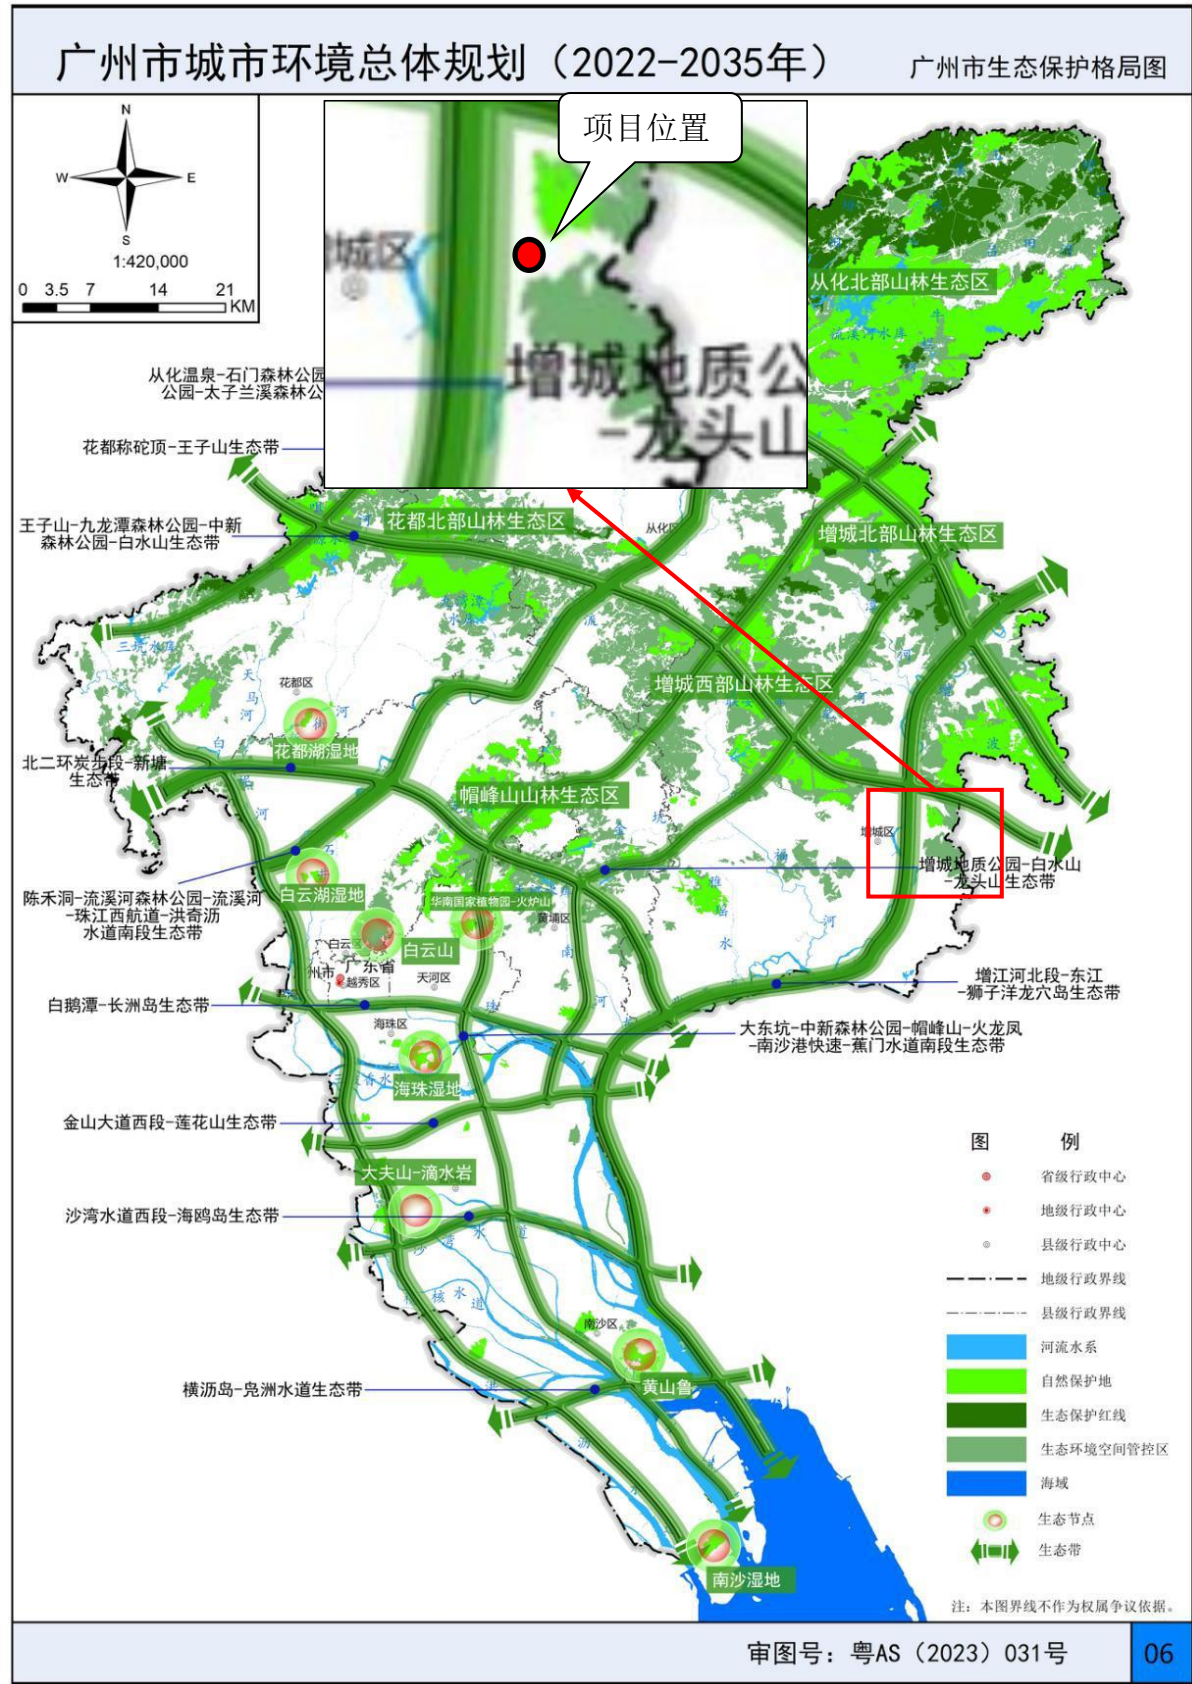 广州市城市环境总体规划（2022-2035年）
广州市生态保护格局图
N
W
E
S
1:420,000
0 3.5 7 14 21 KM
项目位置
增城区
增城地质公
-龙头山
从化北部山林生态区
流溪河水库
从化温泉-石门森林公园
公园-太子兰溪森林公
花都称砣顶-王子山生态带
王子山-九龙潭森林公园-中新
森林公园-白水山生态带
花都北部山林生态区
从化区
增城北部山林生态区
三坑水库
花都区
天马河
增城西部山林生态区
花都湖湿地
北二环炭步段-新塘
生态带
帽峰山山林生态区
增城区
增城地质公园-白水山
-龙头山生态带
陈禾洞-流溪河森林公园-流溪河
-珠江西航道-洪奇沥
水道南段生态带
白云湖湿地
华南国家植物园-火炉山
黄埔区
白云区
白云山
广东省
州市
越秀区
天河区
白鹅潭-长洲岛生态带
海珠区
增江河北段-东江
-狮子洋龙穴岛生态带
大东坑-中新森林公园-帽峰山-火龙凤
-南沙港快速-蕉门水道南段生态带
海珠湿地
金山大道西段-莲花山生态带
大夫山-滴水岩
沙湾水道西段-海鸥岛生态带
南沙区
黄山鲁
横沥岛-凫洲水道生态带
南沙湿地
图 例
省级行政中心
地级行政中心
县级行政中心
地级行政界线
县级行政界线
河流水系
自然保护地
生态保护红线
生态环境空间管控区
海域
生态节点
生态带
注：本图界线不作为权属争议依据。
审图号：粤AS（2023）031号
06